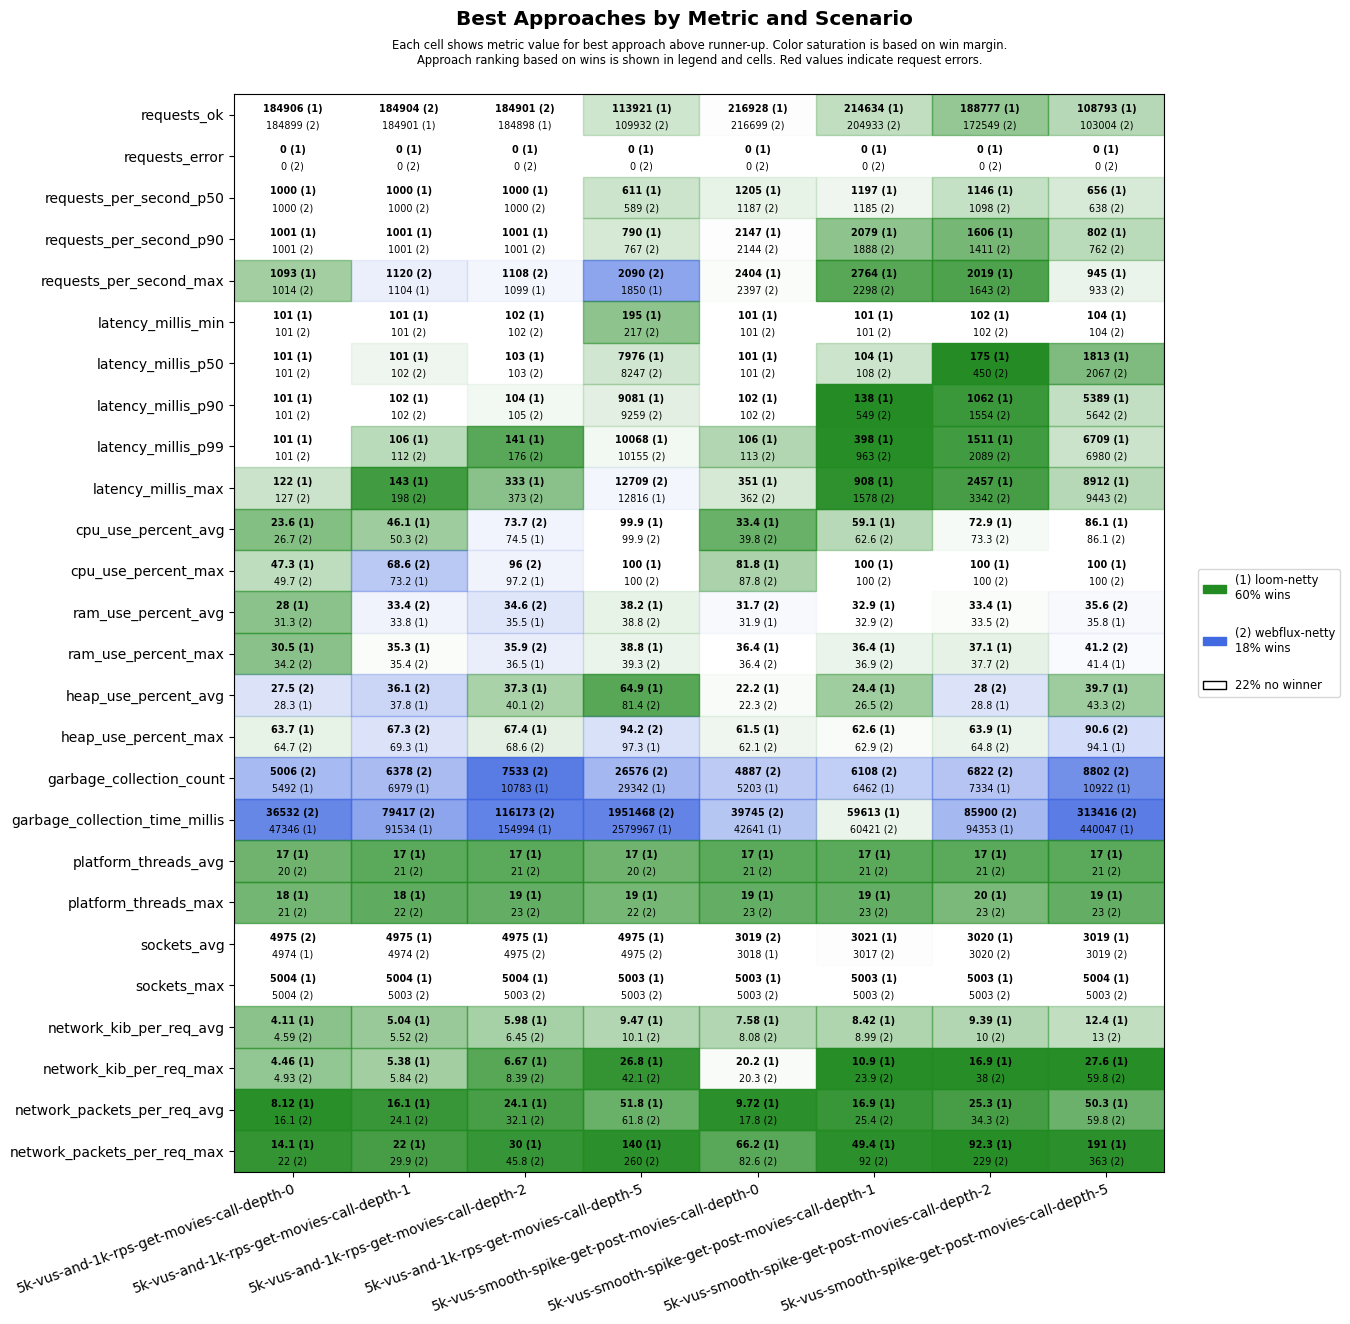 Best Approaches by Metric and Scenario
Each cell shows metric value for best approach above runner-up. Color saturation is based on win margin.
Approach ranking based on wins is shown in legend and cells. Red values indicate request errors.
requests_ok
184906 (1) 184904 (2) 184901 (2) 113921 (1) 216928 (1) 214634 (1) 188777 (1) 108793 (1)
184899 (2) 184901 (1) 184898 (1) 109932 (2) 216699 (2) 204933 (2) 172549 (2) 103004 (2)
requests_error
0 (1) 0 (1) 0 (1) 0 (1) 0 (1) 0 (1) 0 (1) 0 (1)
0 (2) 0 (2) 0 (2) 0 (2) 0 (2) 0 (2) 0 (2) 0 (2)
requests_per_second_p50
1000 (1) 1000 (1) 1000 (1) 611 (1) 1205 (1) 1197 (1) 1146 (1) 656 (1)
1000 (2) 1000 (2) 1000 (2) 589 (2) 1187 (2) 1185 (2) 1098 (2) 638 (2)
requests_per_second_p90
1001 (1) 1001 (1) 1001 (1) 790 (1) 2147 (1) 2079 (1) 1606 (1) 802 (1)
1001 (2) 1001 (2) 1001 (2) 767 (2) 2144 (2) 1888 (2) 1411 (2) 762 (2)
requests_per_second_max
1093 (1) 1120 (2) 1108 (2) 2090 (2) 2404 (1) 2764 (1) 2019 (1) 945 (1)
1014 (2) 1104 (1) 1099 (1) 1850 (1) 2397 (2) 2298 (2) 1643 (2) 933 (2)
latency_millis_min
101 (1) 101 (1) 102 (1) 195 (1) 101 (1) 101 (1) 102 (1) 104 (1)
101 (2) 101 (2) 102 (2) 217 (2) 101 (2) 101 (2) 102 (2) 104 (2)
latency_millis_p50
101 (1) 101 (1) 103 (1) 7976 (1) 101 (1) 104 (1) 175 (1) 1813 (1)
101 (2) 102 (2) 103 (2) 8247 (2) 101 (2) 108 (2) 450 (2) 2067 (2)
latency_millis_p90
101 (1) 102 (1) 104 (1) 9081 (1) 102 (1) 138 (1) 1062 (1) 5389 (1)
101 (2) 102 (2) 105 (2) 9259 (2) 102 (2) 549 (2) 1554 (2) 5642 (2)
latency_millis_p99
101 (1) 106 (1) 141 (1) 10068 (1) 106 (1) 398 (1) 1511 (1) 6709 (1)
101 (2) 112 (2) 176 (2) 10155 (2) 113 (2) 963 (2) 2089 (2) 6980 (2)
latency_millis_max
122 (1) 143 (1) 333 (1) 12709 (2) 351 (1) 908 (1) 2457 (1) 8912 (1)
127 (2) 198 (2) 373 (2) 12816 (1) 362 (2) 1578 (2) 3342 (2) 9443 (2)
cpu_use_percent_avg
23.6 (1) 46.1 (1) 73.7 (2) 99.9 (1) 33.4 (1) 59.1 (1) 72.9 (1) 86.1 (1)
26.7 (2) 50.3 (2) 74.5 (1) 99.9 (2) 39.8 (2) 62.6 (2) 73.3 (2) 86.1 (2)
cpu_use_percent_max
47.3 (1) 68.6 (2) 96 (2) 100 (1) 81.8 (1) 100 (1) 100 (1) 100 (1)
49.7 (2) 73.2 (1) 97.2 (1) 100 (2) 87.8 (2) 100 (2) 100 (2) 100 (2)
ram_use_percent_avg
28 (1) 33.4 (2) 34.6 (2) 38.2 (1) 31.7 (2) 32.9 (1) 33.4 (1) 35.6 (2)
31.3 (2) 33.8 (1) 35.5 (1) 38.8 (2) 31.9 (1) 32.9 (2) 33.5 (2) 35.8 (1)
ram_use_percent_max
30.5 (1) 35.3 (1) 35.9 (2) 38.8 (1) 36.4 (1) 36.4 (1) 37.1 (1) 41.2 (2)
34.2 (2) 35.4 (2) 36.5 (1) 39.3 (2) 36.4 (2) 36.9 (2) 37.7 (2) 41.4 (1)
heap_use_percent_avg
27.5 (2) 36.1 (2) 37.3 (1) 64.9 (1) 22.2 (1) 24.4 (1) 28 (2) 39.7 (1)
28.3 (1) 37.8 (1) 40.1 (2) 81.4 (2) 22.3 (2) 26.5 (2) 28.8 (1) 43.3 (2)
heap_use_percent_max
63.7 (1) 67.3 (2) 67.4 (1) 94.2 (2) 61.5 (1) 62.6 (1) 63.9 (1) 90.6 (2)
64.7 (2) 69.3 (1) 68.6 (2) 97.3 (1) 62.1 (2) 62.9 (2) 64.8 (2) 94.1 (1)
garbage_collection_count
5006 (2) 6378 (2) 7533 (2) 26576 (2) 4887 (2) 6108 (2) 6822 (2) 8802 (2)
5492 (1) 6979 (1) 10783 (1) 29342 (1) 5203 (1) 6462 (1) 7334 (1) 10922 (1)
garbage_collection_time_millis
36532 (2) 79417 (2) 116173 (2) 1951468 (2) 39745 (2) 59613 (1) 85900 (2) 313416 (2)
47346 (1) 91534 (1) 154994 (1) 2579967 (1) 42641 (1) 60421 (2) 94353 (1) 440047 (1)
platform_threads_avg
17 (1) 17 (1) 17 (1) 17 (1) 17 (1) 17 (1) 17 (1) 17 (1)
20 (2) 21 (2) 21 (2) 20 (2) 21 (2) 21 (2) 21 (2) 21 (2)
platform_threads_max
18 (1) 18 (1) 19 (1) 19 (1) 19 (1) 19 (1) 20 (1) 19 (1)
21 (2) 22 (2) 23 (2) 22 (2) 23 (2) 23 (2) 23 (2) 23 (2)
sockets_avg
4975 (2) 4975 (1) 4975 (1) 4975 (1) 3019 (2) 3021 (1) 3020 (1) 3019 (1)
4974 (1) 4974 (2) 4975 (2) 4975 (2) 3018 (1) 3017 (2) 3020 (2) 3019 (2)
sockets_max
5004 (1) 5004 (1) 5004 (1) 5003 (1) 5003 (1) 5003 (1) 5003 (1) 5004 (1)
5004 (2) 5003 (2) 5003 (2) 5003 (2) 5003 (2) 5003 (2) 5003 (2) 5003 (2)
network_kib_per_req_avg
4.11 (1) 5.04 (1) 5.98 (1) 9.47 (1) 7.58 (1) 8.42 (1) 9.39 (1) 12.4 (1)
4.59 (2) 5.52 (2) 6.45 (2) 10.1 (2) 8.08 (2) 8.99 (2) 10 (2) 13 (2)
network_kib_per_req_max
4.46 (1) 5.38 (1) 6.67 (1) 26.8 (1) 20.2 (1) 10.9 (1) 16.9 (1) 27.6 (1)
4.93 (2) 5.84 (2) 8.39 (2) 42.1 (2) 20.3 (2) 23.9 (2) 38 (2) 59.8 (2)
network_packets_per_req_avg
8.12 (1) 16.1 (1) 24.1 (1) 51.8 (1) 9.72 (1) 16.9 (1) 25.3 (1) 50.3 (1)
16.1 (2) 24.1 (2) 32.1 (2) 61.8 (2) 17.8 (2) 25.4 (2) 34.3 (2) 59.8 (2)
network_packets_per_req_max
14.1 (1) 22 (1) 30 (1) 140 (1) 66.2 (1) 49.4 (1) 92.3 (1) 191 (1)
22 (2) 29.9 (2) 45.8 (2) 260 (2) 82.6 (2) 92 (2) 229 (2) 363 (2)
5k-vus-and-1k-rps-get-movies-call-depth-0
5k-vus-and-1k-rps-get-movies-call-depth-1
5k-vus-and-1k-rps-get-movies-call-depth-2
5k-vus-and-1k-rps-get-movies-call-depth-5
5k-vus-smooth-spike-get-post-movies-call-depth-0
5k-vus-smooth-spike-get-post-movies-call-depth-1
5k-vus-smooth-spike-get-post-movies-call-depth-2
5k-vus-smooth-spike-get-post-movies-call-depth-5
(1) loom-netty
60% wins
(2) webflux-netty
18% wins
22% no winner